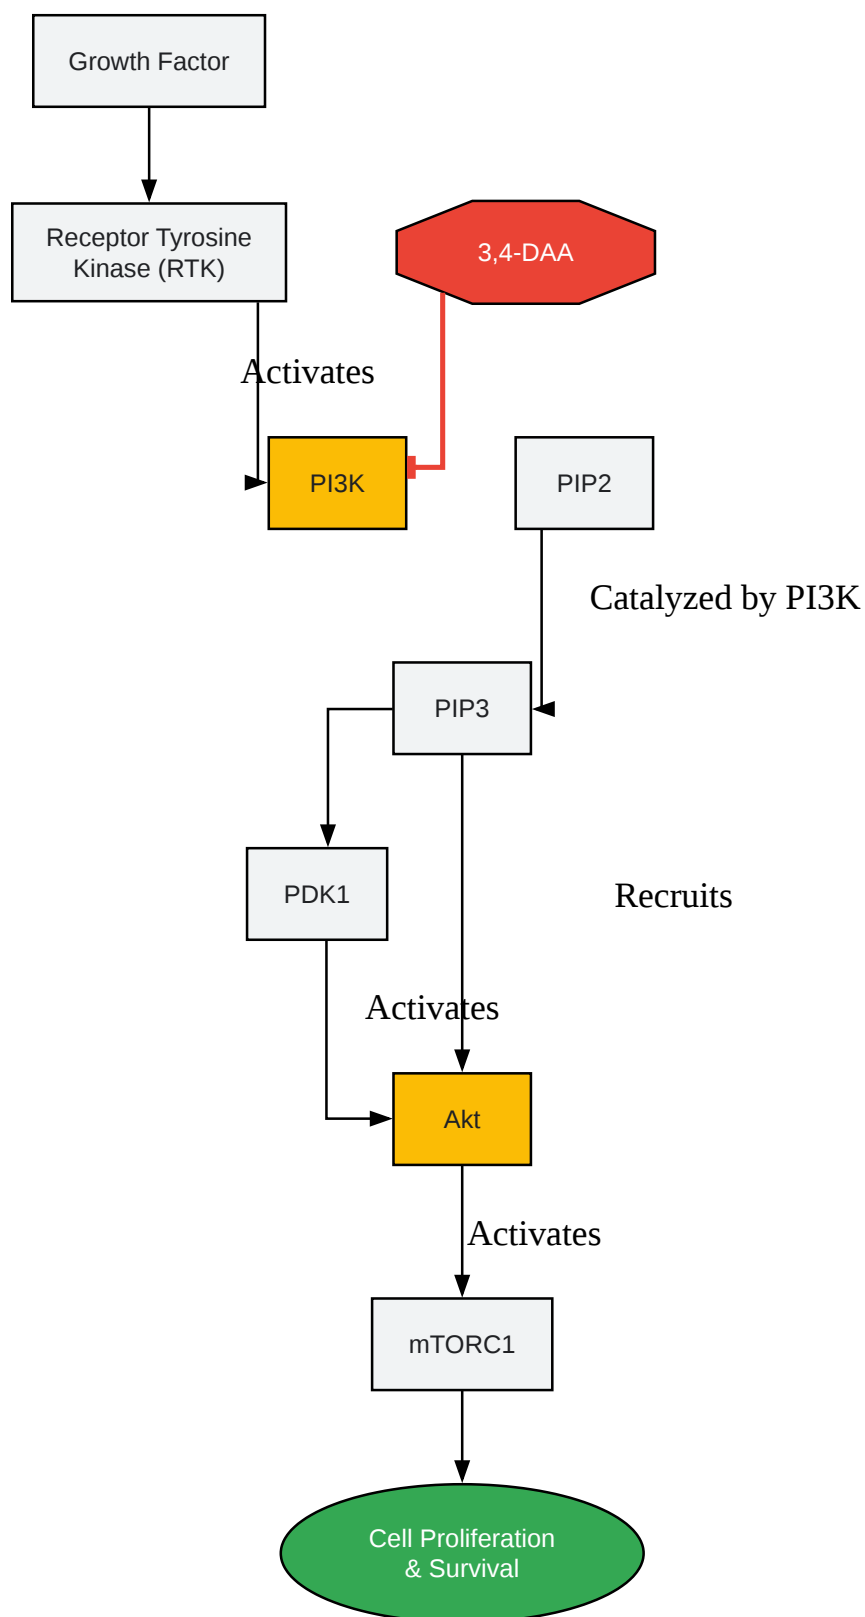 Growth Factor
Receptor Tyrosine
Kinase (RTK)
3,4-DAA
Activates
PI3K
PIP2
Catalyzed by PI3K
PIP3
PDK1
Recruits
Activates
Akt
Activates
mTORC1
Cell Proliferation
& Survival